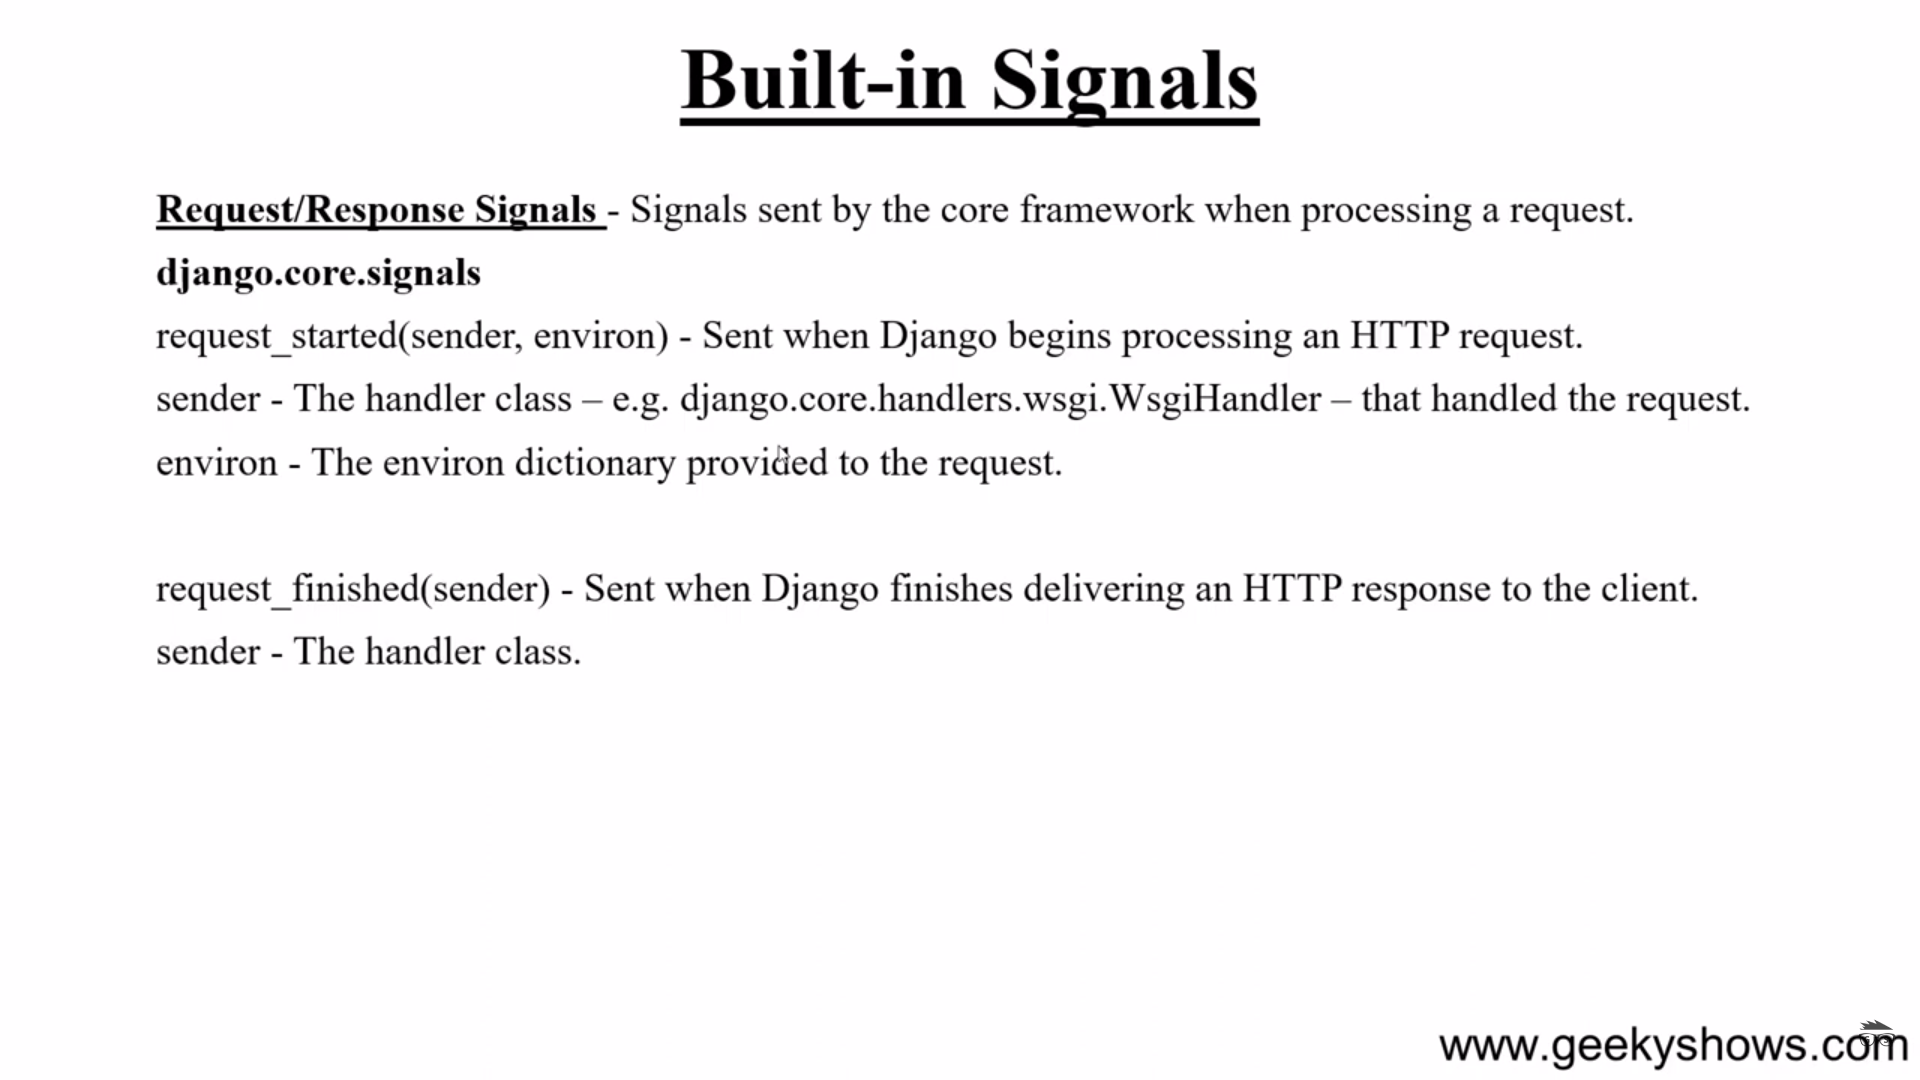 Built-in Signals
Request/Response Signals - Signals sent by the core framework when processing a request.
django.core.signals
request_started(sender, environ) - Sent when Django begins processing an HTTP request.
sender - The handler class – e.g. django.core.handlers.wsgi.WsgiHandler – that handled the request.
environ - The environ dictionary provided to the request.
request_finished(sender) - Sent when Django finishes delivering an HTTP response to the client.
sender - The handler class.
www.geekyshows.com